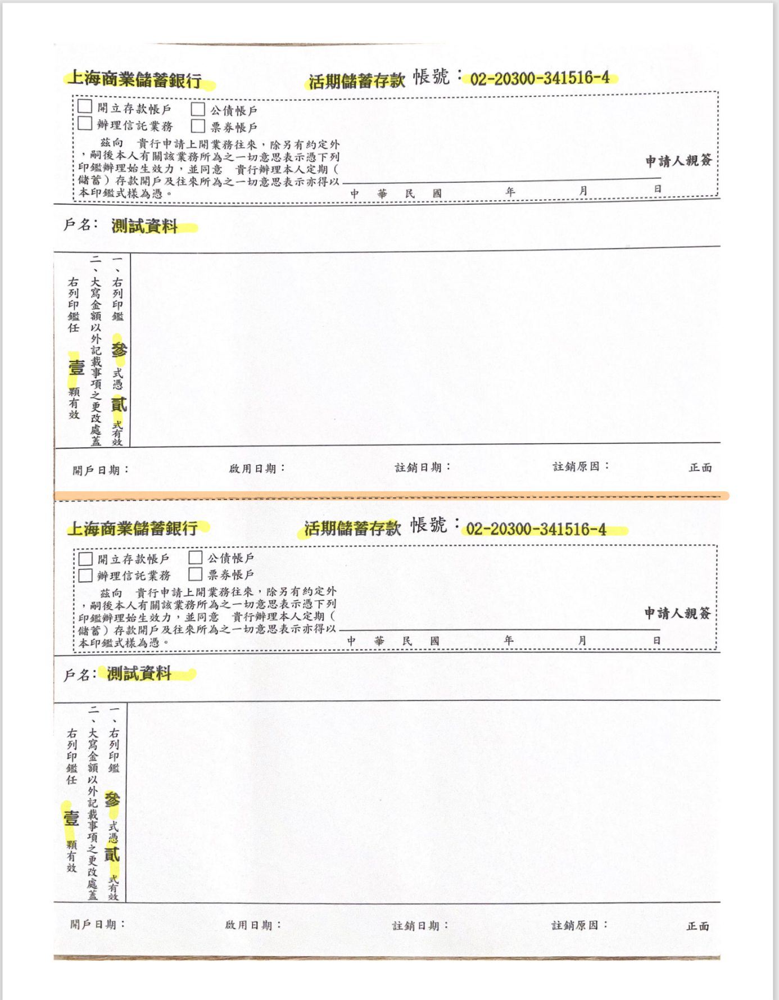 上海商業儲蓄銀行 活期儲蓄存款 帳號：02-20300-341516-4
□ 開立存款帳戶 □ 公債帳戶
□ 辦理信託業務 □ 票券帳戶
茲向 貴行申請上開業務往來，除另有約定外
，嗣後本人有關該業務所為之一切意思表示憑下列
印鑑辦理始生效力，並同意 貴行辦理本人定期（
儲蓄）存款開戶及往來所為之一切意思表示亦得以
本印鑑式樣為憑。
申請人親簽
中華民國 年 月 日
戶名：測試資料
一、右列印鑑 參 式憑 貳 式有效
二、大寫金額以外記載事項之更改處蓋
右列印鑑任 壹 顆有效
開戶日期： 啟用日期： 註銷日期： 註銷原因： 正面
上海商業儲蓄銀行 活期儲蓄存款 帳號：02-20300-341516-4
□ 開立存款帳戶 □ 公債帳戶
□ 辦理信託業務 □ 票券帳戶
茲向 貴行申請上開業務往來，除另有約定外
，嗣後本人有關該業務所為之一切意思表示憑下列
印鑑辦理始生效力，並同意 貴行辦理本人定期（
儲蓄）存款開戶及往來所為之一切意思表示亦得以
本印鑑式樣為憑。
申請人親簽
中華民國 年 月 日
戶名：測試資料
一、右列印鑑 參 式憑 貳 式有效
二、大寫金額以外記載事項之更改處蓋
右列印鑑任 壹 顆有效
開戶日期： 啟用日期： 註銷日期： 註銷原因： 正面